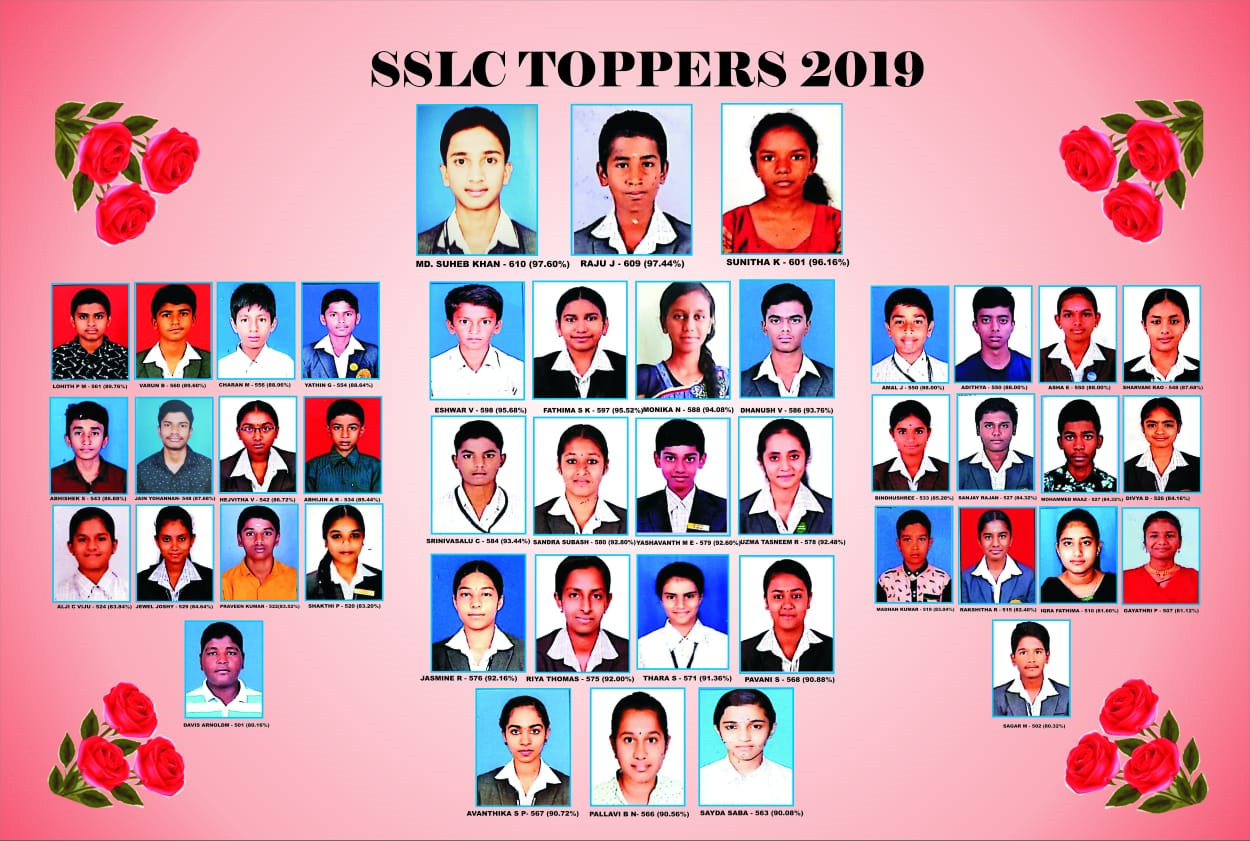 SSLC TOPPERS 2019
MD. SUHEB KHAN - 610 (97.60%)
RAJU J - 609 (97.44%)
SUNITHA K - 601 (96.16%)
LOHITH P M - 561 (89.76%)
VARUN B - 560 (89.60%)
CHARAN M - 556 (88.96%)
YATHIN G - 554 (88.64%)
ESHWAR V - 598 (95.68%)
FATHIMA S K - 597 (95.52%)
MONIKA N - 588 (94.08%)
DHANUSH V - 586 (93.76%)
AMAL J - 550 (88.00%)
ADITHYA - 550 (88.00%)
ASHA B - 550 (88.00%)
SHARVANI RAO - 548 (87.68%)
ABHISHEK S - 543 (86.88%)
JAIN YOHANNAN- 548 (87.68%)
HEJVITHA V - 542 (86.72%)
ABHIJIN A R - 534 (85.44%)
SRINIVASALU C - 584 (93.44%)
SANDRA SUBASH - 580 (92.80%)
YASHAVANTH M E - 579 (92.60%)
UZMA TASNEEM R - 578 (92.48%)
BINDHUSHREE - 533 (85.28%)
SANJAY RAJAN - 527 (84.32%)
MOHAMMED MAAZ - 527 (84.32%)
DIVYA D - 526 (84.16%)
ALJI C VIJU - 524 (83.84%)
JEWEL JOSHY - 529 (84.64%)
PRAVEEN KUMAR - 522(83.52%)
SHAKTHI P - 520 (83.20%)
JASMINE R - 576 (92.16%)
RIYA THOMAS - 575 (92.00%)
THARA S - 571 (91.36%)
PAVANI S - 568 (90.88%)
MADHAN KUMAR - 519 (83.04%)
RAKSHITHA R - 515 (82.40%)
IQRA FATHIMA - 510 (81.60%)
GAYATHRI P - 507 (81.12%)
DAVIS ARNOLDM - 501 (80.16%)
AVANTHIKA S P- 567 (90.72%)
PALLAVI B N- 566 (90.56%)
SAYDA SABA - 563 (90.08%)
SAGAR M - 502 (80.32%)